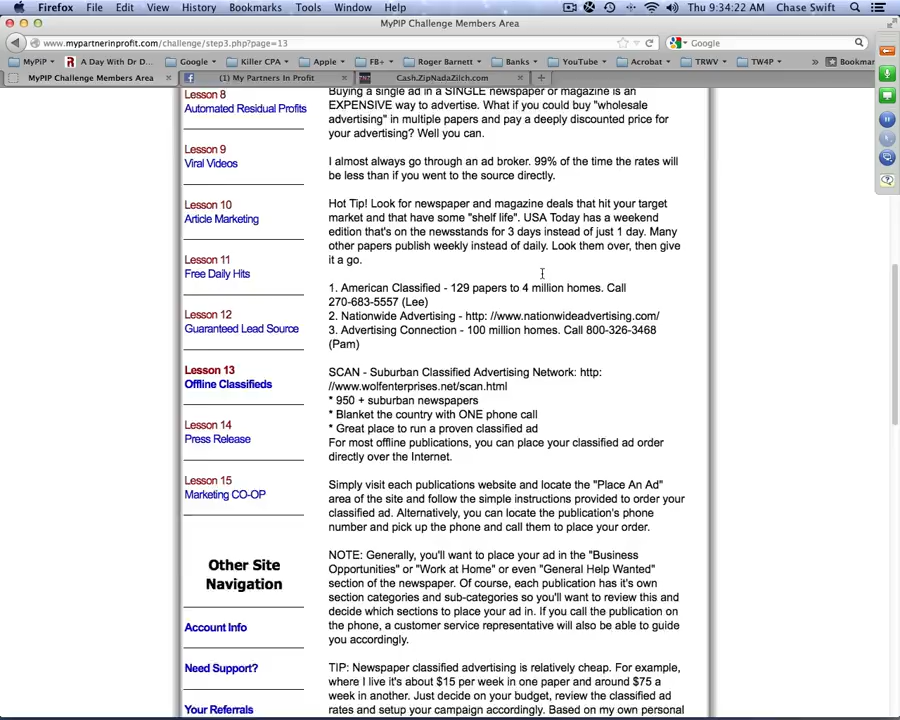 Firefox File Edit View History Bookmarks Tools Window Help Thu 9:34:22 AM Chase Swift
MyPIP Challenge Members Area
www.mypartnerinprofit.com/challenge/step3.php?page=13 Google
MyPiP A Day With Dr D... Google Killer CPA Apple FB+ Roger Barnett Banks YouTube Acrobat TRWV TW4P Bookmar
MyPIP Challenge Members Area (1) My Partners In Profit Cash.ZipNadaZilch.com
Lesson 8
Automated Residual Profits
Lesson 9
Viral Videos
Lesson 10
Article Marketing
Lesson 11
Free Daily Hits
Lesson 12
Guaranteed Lead Source
Lesson 13
Offline Classifieds
Lesson 14
Press Release
Lesson 15
Marketing CO-OP
Other Site
Navigation
Account Info
Need Support?
Your Referrals
Buying a single ad in a SINGLE newspaper or magazine is an
EXPENSIVE way to advertise. What if you could buy "wholesale
advertising" in multiple papers and pay a deeply discounted price for
your advertising? Well you can.
I almost always go through an ad broker. 99% of the time the rates will
be less than if you went to the source directly.
Hot Tip! Look for newspaper and magazine deals that hit your target
market and that have some "shelf life". USA Today has a weekend
edition that's on the newsstands for 3 days instead of just 1 day. Many
other papers publish weekly instead of daily. Look them over, then give
it a go.
1. American Classified - 129 papers to 4 million homes. Call
270-683-5557 (Lee)
2. Nationwide Advertising - http: //www.nationwideadvertising.com/
3. Advertising Connection - 100 million homes. Call 800-326-3468
(Pam)
SCAN - Suburban Classified Advertising Network: http:
//www.wolfenterprises.net/scan.html
* 950 + suburban newspapers
* Blanket the country with ONE phone call
* Great place to run a proven classified ad
For most offline publications, you can place your classified ad order
directly over the Internet.
Simply visit each publications website and locate the "Place An Ad"
area of the site and follow the simple instructions provided to order your
classified ad. Alternatively, you can locate the publication's phone
number and pick up the phone and call them to place your order.
NOTE: Generally, you'll want to place your ad in the "Business
Opportunities" or "Work at Home" or even "General Help Wanted"
section of the newspaper. Of course, each publication has it's own
section categories and sub-categories so you'll want to review this and
decide which sections to place your ad in. If you call the publication on
the phone, a customer service representative will also be able to guide
you accordingly.
TIP: Newspaper classified advertising is relatively cheap. For example,
where I live it's about $15 per week in one paper and around $75 a
week in another. Just decide on your budget, review the classified ad
rates and setup your campaign accordingly. Based on my own personal